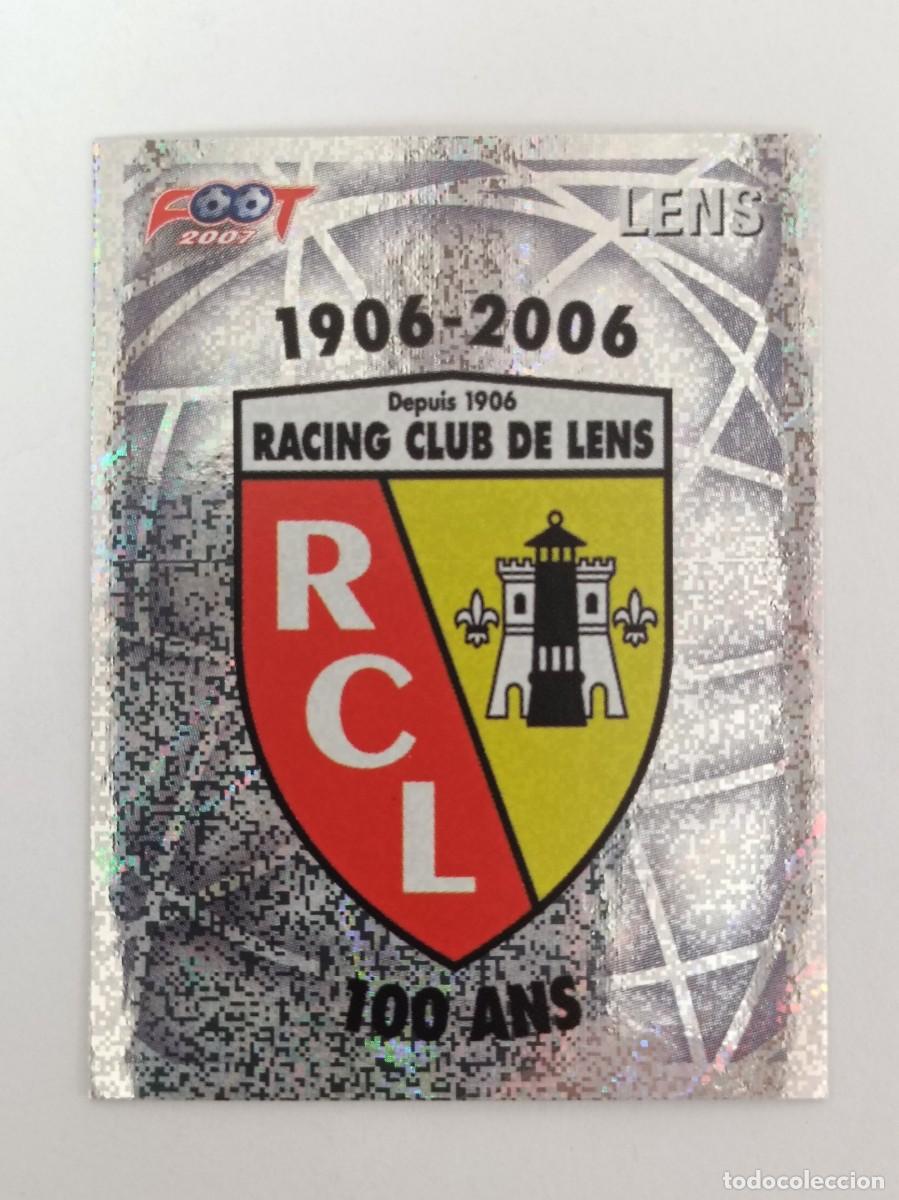 FOOT
2007
LENS
1906-2006
Depuis 1906
RACING CLUB DE LENS
R
C
L
100 ANS
todocoleccion